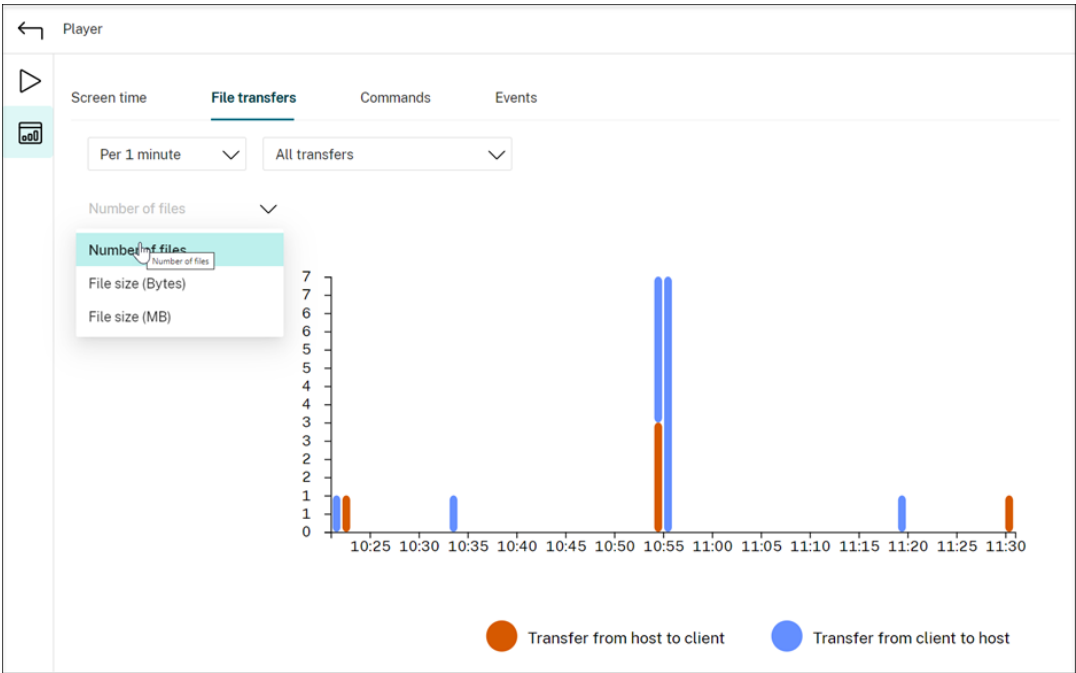 Player
Screen time File transfers Commands Events
Per 1 minute All transfers
Number of files
Number of files
Number of files
File size (Bytes)
File size (MB)
7
7
6
6
5
5
4
4
3
3
2
2
1
1
0
10:25 10:30 10:35 10:40 10:45 10:50 10:55 11:00 11:05 11:10 11:15 11:20 11:25 11:30
Transfer from host to client Transfer from client to host